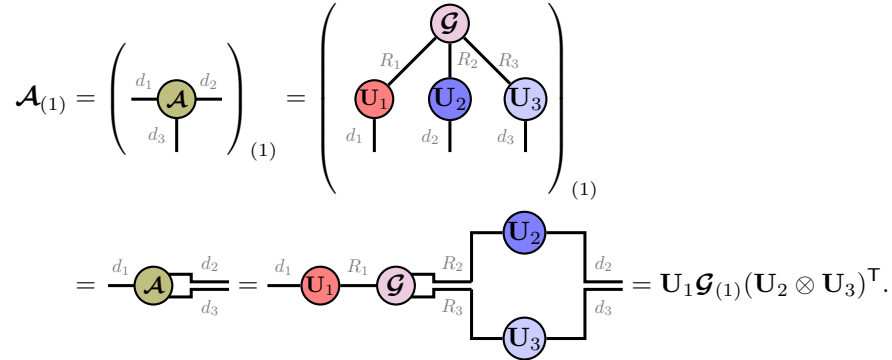 𝓐₍₁₎ = ( d₁ 𝓐 d₂ d₃ )₍₁₎ = ( 𝓖 R₁ R₂ R₃ U₁ U₂ U₃ d₁ d₂ d₃ )₍₁₎
= d₁ 𝓐 d₂ d₃ = d₁ U₁ R₁ 𝓖 R₂ R₃ U₂ U₃ d₂ d₃ = U₁𝓖₍₁₎(U₂ ⊗ U₃)ᵀ.